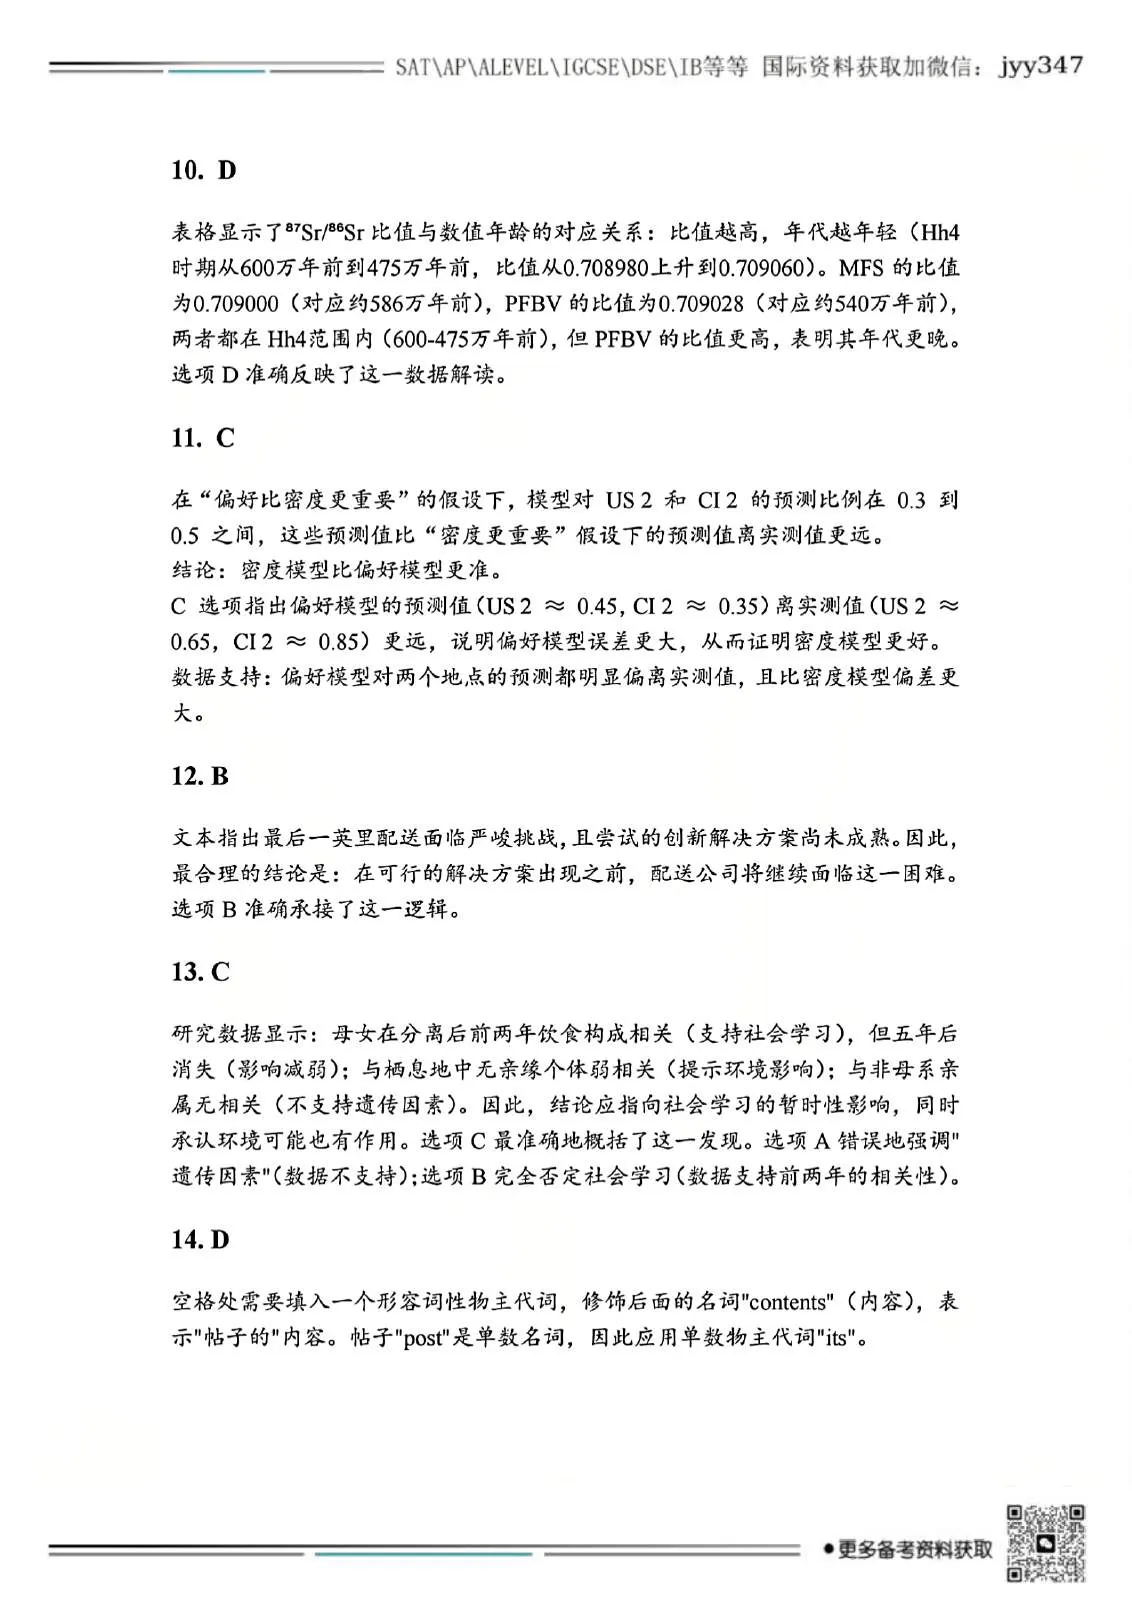 SAT\AP\ALEVEL\IGCSE\DSE\IB等等 国际资料获取加微信：jyy347
10. D
表格显示了⁸⁷Sr/⁸⁶Sr 比值与数值年龄的对应关系：比值越高，年代越年轻（Hh4
时期从600万年前到475万年前，比值从0.708980上升到0.709060）。MFS 的比值
为0.709000（对应约586万年前），PFBV 的比值为0.709028（对应约540万年前），
两者都在 Hh4范围内（600-475万年前），但 PFBV 的比值更高，表明其年代更晚。
选项 D 准确反映了这一数据解读。
11. C
在“偏好比密度更重要”的假设下，模型对 US 2 和 CI 2 的预测比例在 0.3 到
0.5 之间，这些预测值比“密度更重要”假设下的预测值离实测值更远。
结论：密度模型比偏好模型更准。
C 选项指出偏好模型的预测值（US 2 ≈ 0.45, CI 2 ≈ 0.35）离实测值（US 2 ≈
0.65，CI 2 ≈ 0.85）更远，说明偏好模型误差更大，从而证明密度模型更好。
数据支持：偏好模型对两个地点的预测都明显偏离实测值，且比密度模型偏差更
大。
12. B
文本指出最后一英里配送面临严峻挑战，且尝试的创新解决方案尚未成熟。因此，
最合理的结论是：在可行的解决方案出现之前，配送公司将继续面临这一困难。
选项 B 准确承接了这一逻辑。
13. C
研究数据显示：母女在分离后前两年饮食构成相关（支持社会学习），但五年后
消失（影响减弱）；与栖息地中无亲缘个体弱相关（提示环境影响）；与非母系亲
属无相关（不支持遗传因素）。因此，结论应指向社会学习的暂时性影响，同时
承认环境可能也有作用。选项 C 最准确地概括了这一发现。选项 A 错误地强调"
遗传因素"（数据不支持）；选项 B 完全否定社会学习（数据支持前两年的相关性）。
14. D
空格处需要填入一个形容词性物主代词，修饰后面的名词"contents"（内容），表
示"帖子的"内容。帖子"post"是单数名词，因此应用单数物主代词"its"。
●更多备考资料获取